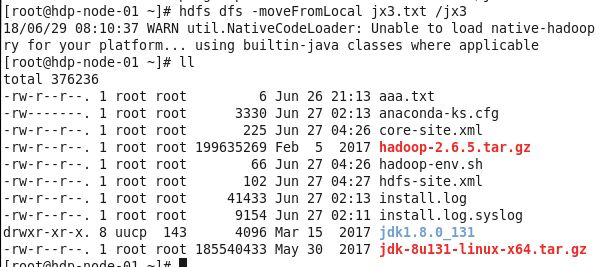 [root@hdp-node-01 ~]# hdfs dfs -moveFromLocal jx3.txt /jx3
18/06/29 08:10:37 WARN util.NativeCodeLoader: Unable to load native-hadoop
ry for your platform... using builtin-java classes where applicable
[root@hdp-node-01 ~]# ll
total 376236
-rw-r--r--. 1 root root         6 Jun 26 21:13 aaa.txt
-rw-------. 1 root root      3330 Jun 27 02:13 anaconda-ks.cfg
-rw-r--r--. 1 root root       225 Jun 27 04:26 core-site.xml
-rw-r--r--. 1 root root 199635269 Feb  5  2017 hadoop-2.6.5.tar.gz
-rw-r--r--. 1 root root        66 Jun 27 04:26 hadoop-env.sh
-rw-r--r--. 1 root root       102 Jun 27 04:27 hdfs-site.xml
-rw-r--r--. 1 root root     41433 Jun 27 02:13 install.log
-rw-r--r--. 1 root root      9154 Jun 27 02:11 install.log.syslog
drwxr-xr-x. 8 uucp  143      4096 Mar 15  2017 jdk1.8.0_131
-rw-r--r--. 1 root root 185540433 May 30  2017 jdk-8u131-linux-x64.tar.gz
[root@hdp-node-01 ~]#